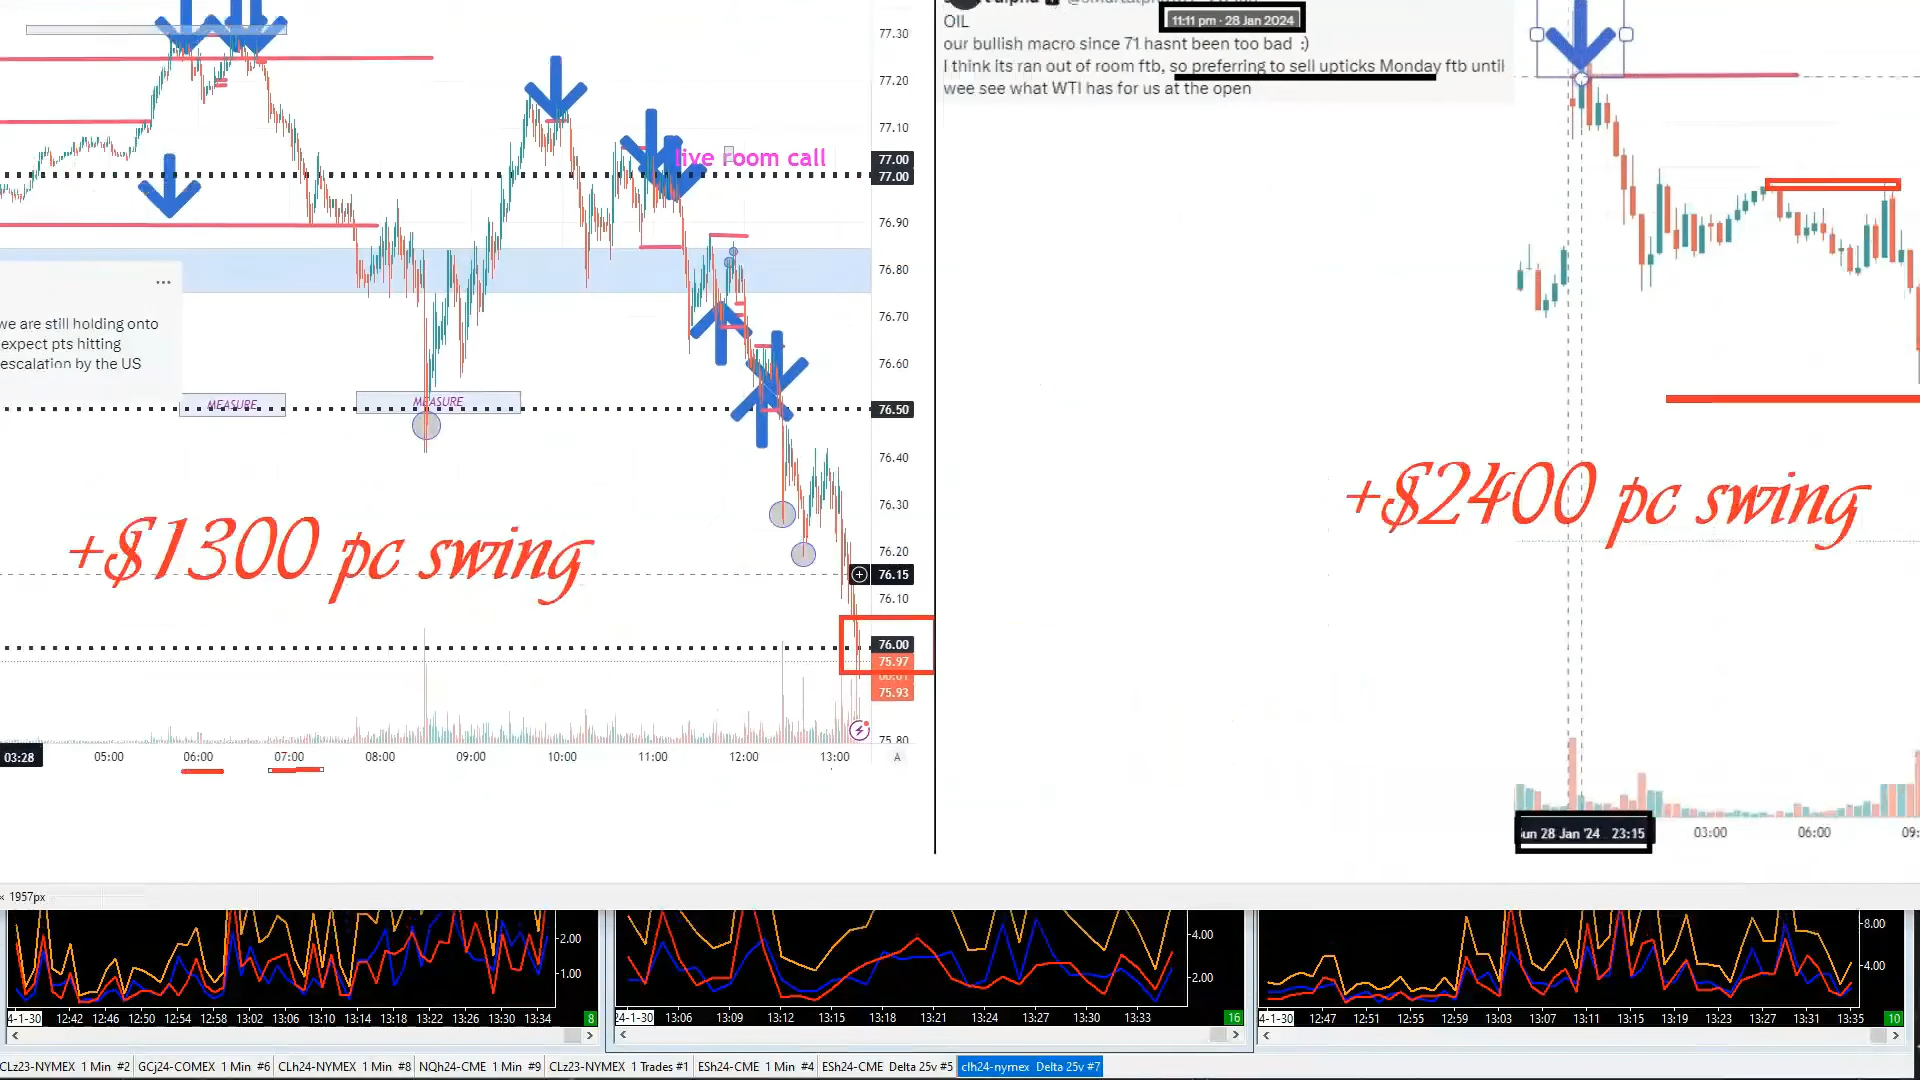 77.30
77.20
77.10
77.00
77.00
76.90
76.80
76.70
76.60
76.50
76.40
76.30
76.20
76.15
76.10
76.00
75.97
75.93
75.80
live room call
...
we are still holding onto
expect pts hitting
escalation by the US
MEASURE
MEASURE
+$1300 pc swing
03:28
05:00
06:00
07:00
08:00
09:00
10:00
11:00
12:00
13:00
A
11:11 pm · 28 Jan 2024
OIL
our bullish macro since 71 hasnt been too bad :)
I think its ran out of room ftb, so preferring to sell upticks Monday ftb until
wee see what WTI has for us at the open
+$2400 pc swing
un 28 Jan '24 23:15
03:00
06:00
09:
1957px
2.00
1.00
4-1-30 12:42 12:46 12:50 12:54 12:58 13:02 13:06 13:10 13:14 13:18 13:22 13:26 13:30 13:34 8
4.00
2.00
24-1-30 13:06 13:09 13:12 13:15 13:18 13:21 13:24 13:27 13:30 13:33 16
8.00
4.00
4-1-30 12:47 12:51 12:55 12:59 13:03 13:07 13:11 13:15 13:19 13:23 13:27 13:31 13:35 10
CLz23-NYMEX 1 Min #2
GCj24-COMEX 1 Min #6
CLh24-NYMEX 1 Min #8
NQh24-CME 1 Min #9
CLz23-NYMEX 1 Trades #1
ESh24-CME 1 Min #4
ESh24-CME Delta 25v #5
clh24-nymex Delta 25v #7